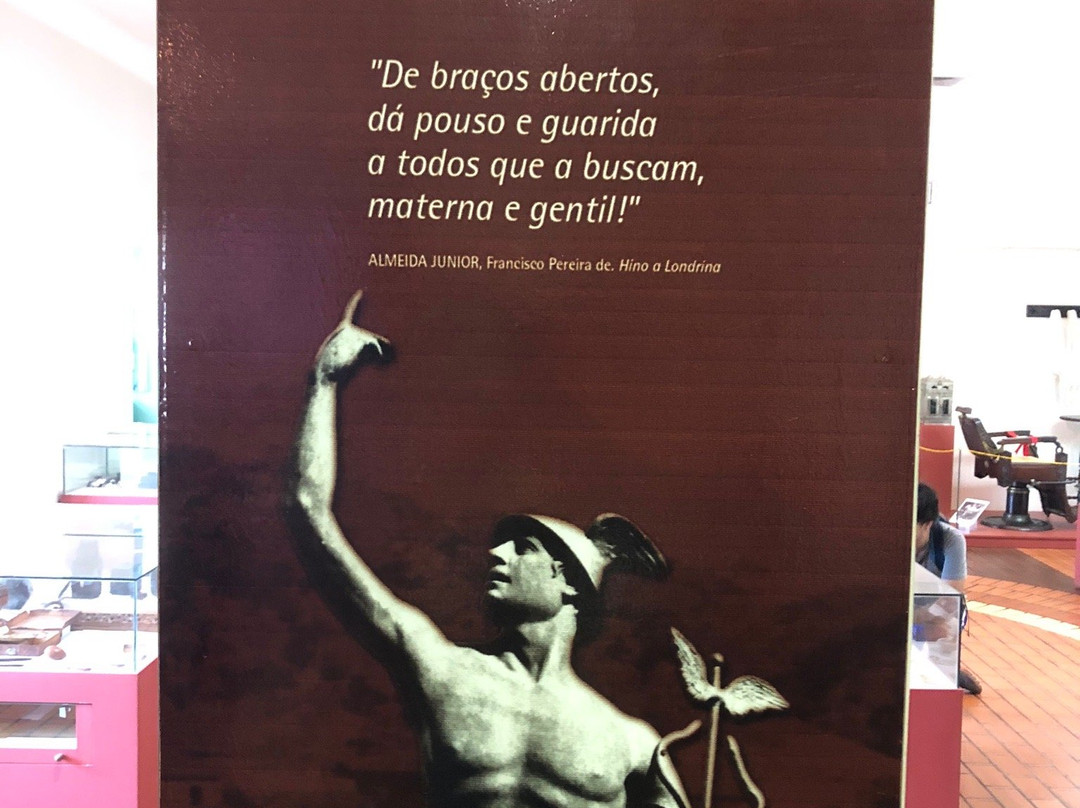 "De braços abertos,
dá pouso e guarida
a todos que a buscam,
materna e gentil!"
ALMEIDA JUNIOR, Francisco Pereira de. Hino a Londrina